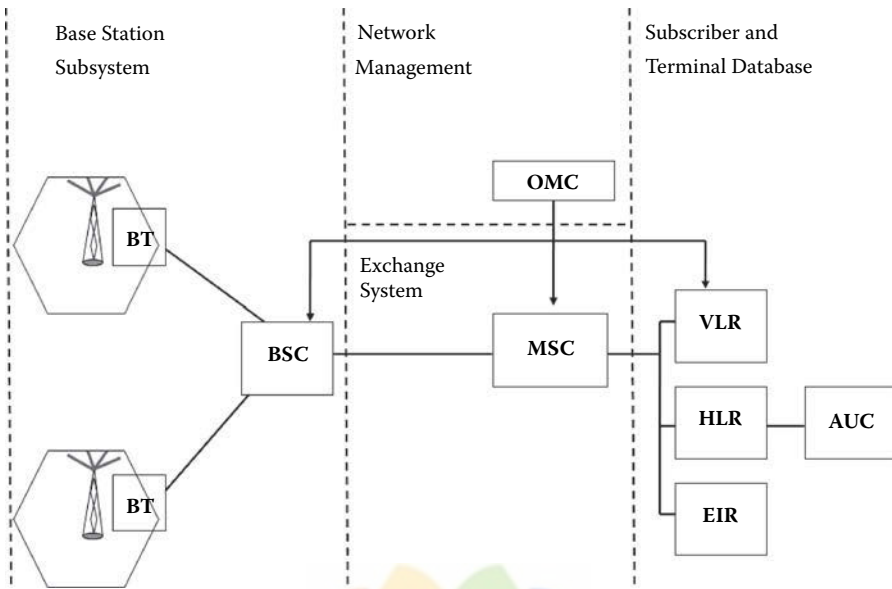 Base Station
Subsystem
Network
Management
Subscriber and
Terminal Database
OMC
BT
Exchange
System
VLR
BSC
MSC
HLR
AUC
BT
EIR